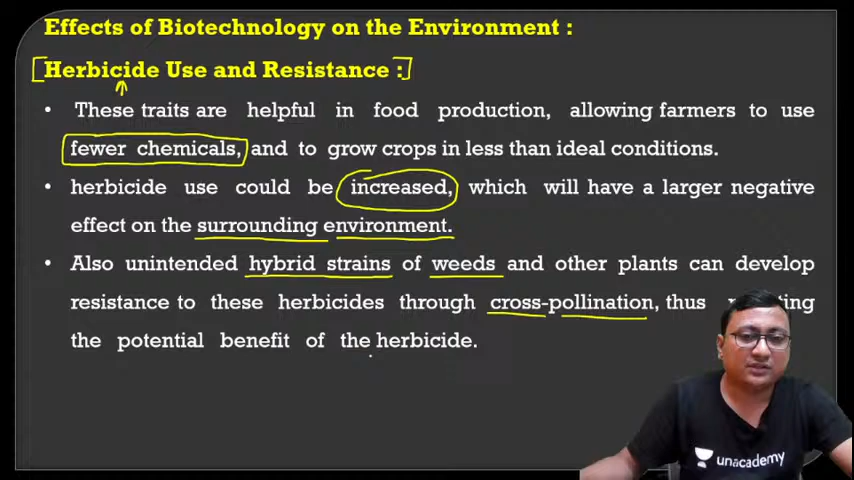 Effects of Biotechnology on the Environment :
[Herbicide Use and Resistance :]
• These traits are helpful in food production, allowing farmers to use
fewer chemicals, and to grow crops in less than ideal conditions.
• herbicide use could be increased, which will have a larger negative
effect on the surrounding environment.
• Also unintended hybrid strains of weeds and other plants can develop
resistance to these herbicides through cross-pollination, thus
the potential benefit of the herbicide.
unacademy